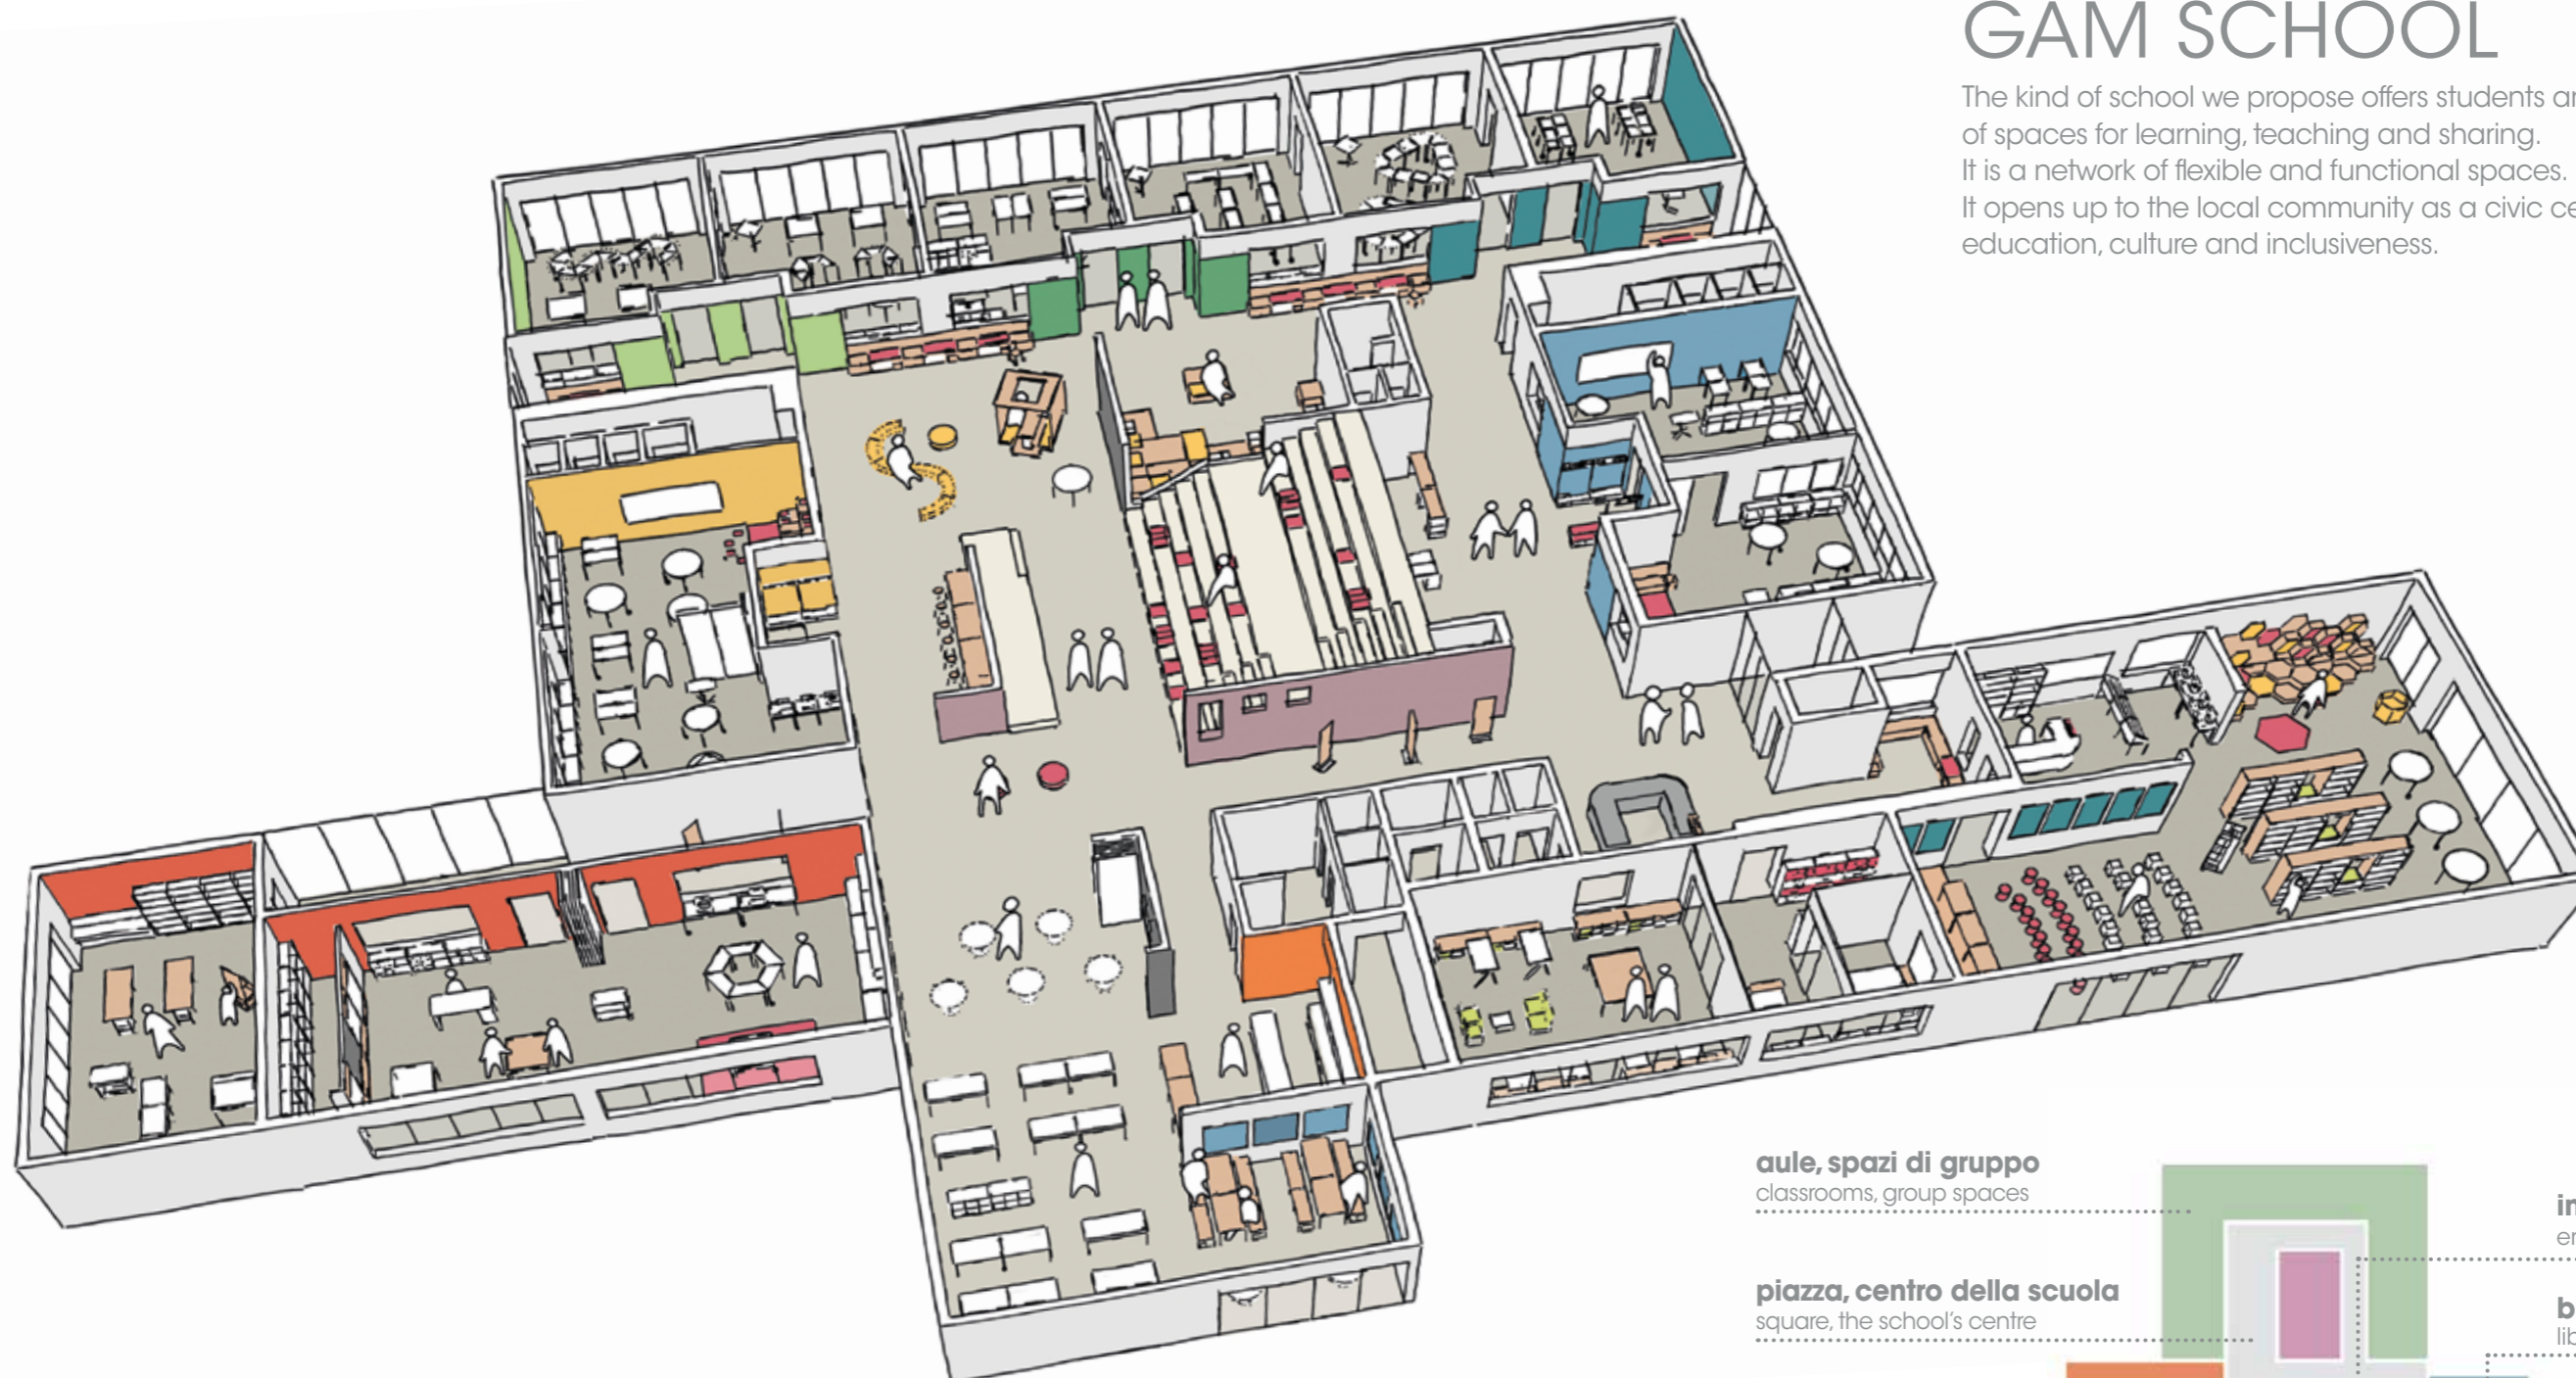 GAM SCHOOL
The kind of school we propose offers students
of spaces for learning, teaching and sharing.
It is a network of flexible and functional spaces.
It opens up to the local community as a civic
education, culture and inclusiveness.
aule, spazi di gruppo
classrooms, group spaces
piazza, centro della scuola
square, the school's centre